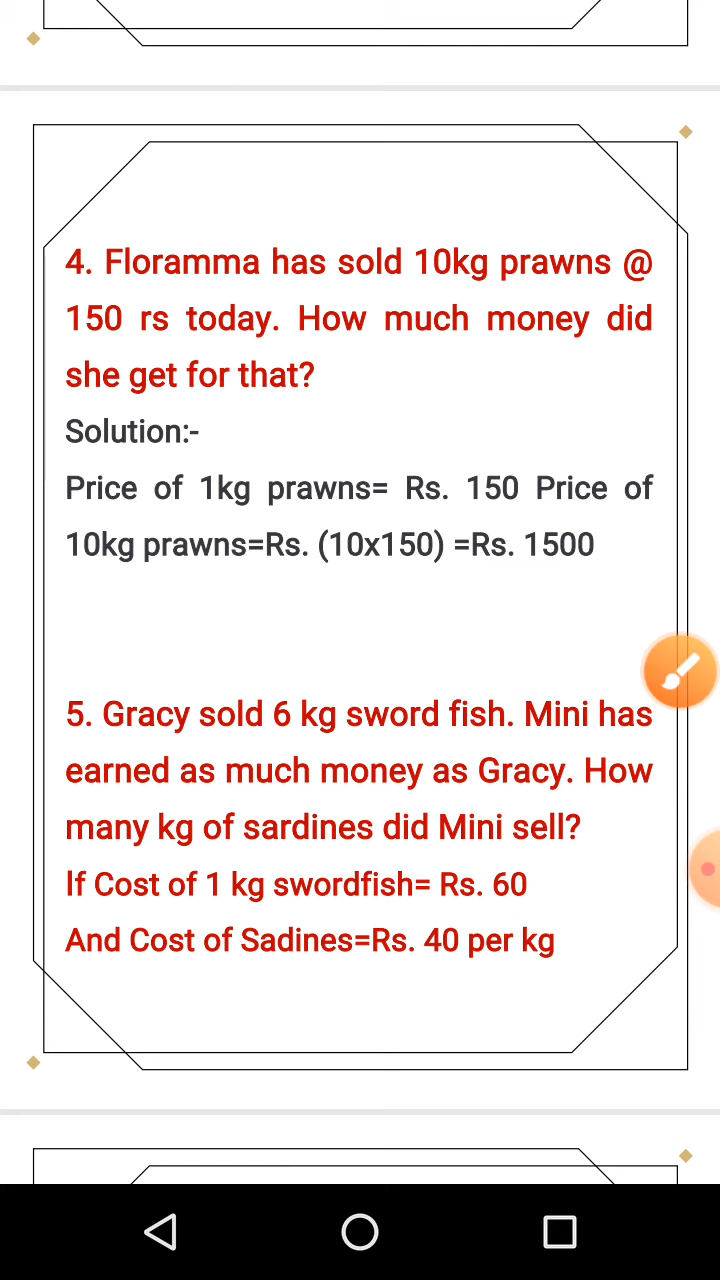 4. Floramma has sold 10kg prawns @
150 rs today. How much money did
she get for that?
Solution:-
Price of 1kg prawns= Rs. 150 Price of
10kg prawns=Rs. (10x150) =Rs. 1500
5. Gracy sold 6 kg sword fish. Mini has
earned as much money as Gracy. How
many kg of sardines did Mini sell?
If Cost of 1 kg swordfish= Rs. 60
And Cost of Sadines=Rs. 40 per kg